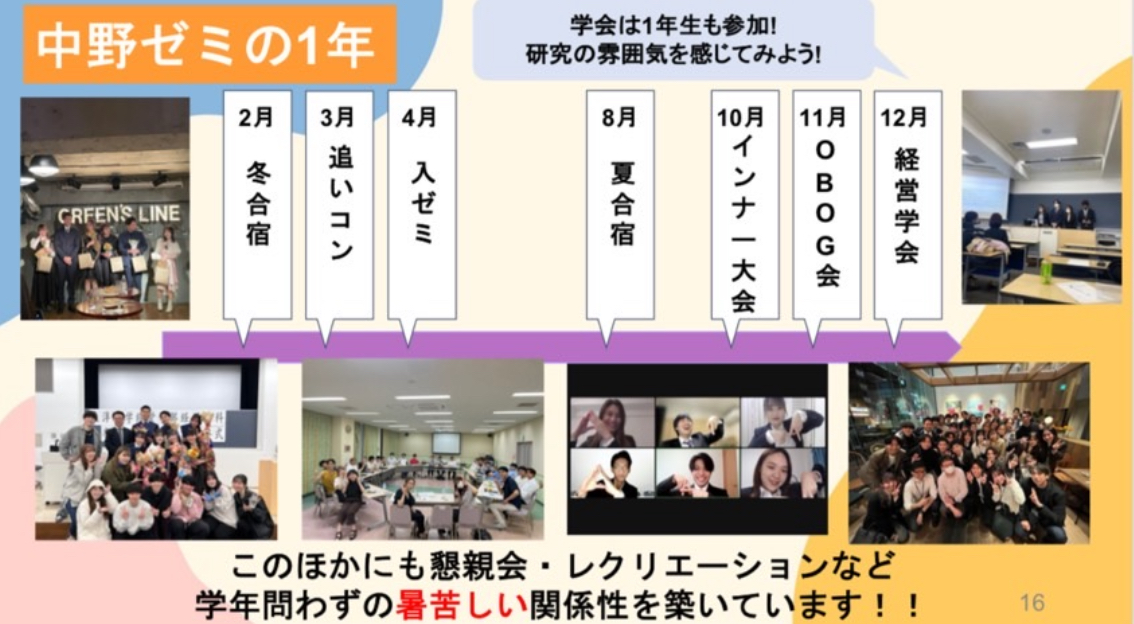 中野ゼミの1年
学会は1年生も参加!
研究の雰囲気を感じてみよう!
2月
冬合宿
3月
追いコン
4月
入ゼミ
8月
夏合宿
10月
インナー大会
11月
OBOG会
12月
経営学会
GREEN'S LINE
このほかにも懇親会・レクリエーションなど
学年問わずの暑苦しい関係性を築いています！！
16